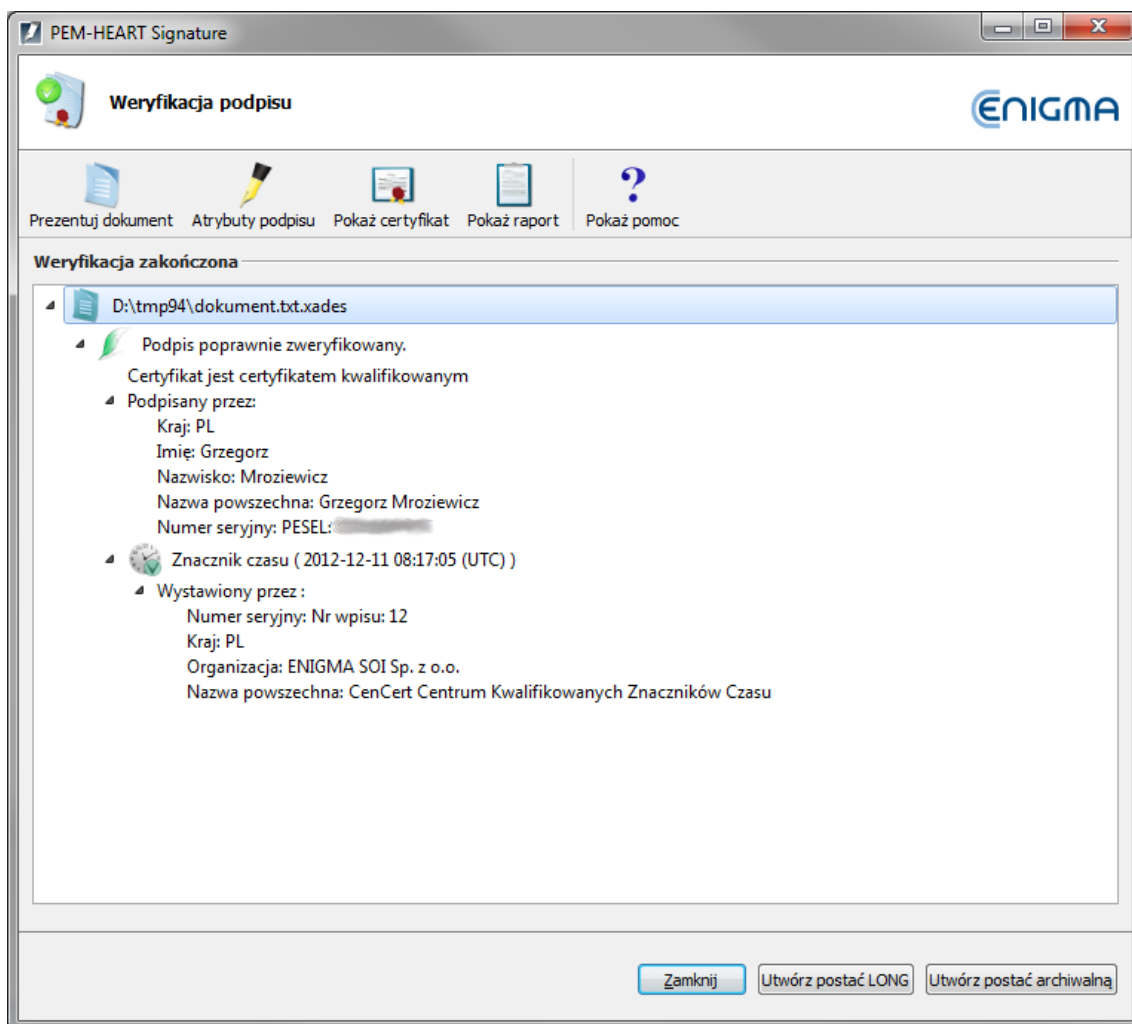 PEM-HEART Signature
Weryfikacja podpisu
ENIGMA
Prezentuj dokument Atrybuty podpisu Pokaż certyfikat Pokaż raport Pokaż pomoc
Weryfikacja zakończona
D:\tmp94\dokument.txt.xades
Podpis poprawnie zweryfikowany.
Certyfikat jest certyfikatem kwalifikowanym
Podpisany przez:
Kraj: PL
Imię: Grzegorz
Nazwisko: Mroziewicz
Nazwa powszechna: Grzegorz Mroziewicz
Numer seryjny: PESEL:
Znacznik czasu ( 2012-12-11 08:17:05 (UTC) )
Wystawiony przez :
Numer seryjny: Nr wpisu: 12
Kraj: PL
Organizacja: ENIGMA SOI Sp. z o.o.
Nazwa powszechna: CenCert Centrum Kwalifikowanych Znaczników Czasu
Zamknij Utwórz postać LONG Utwórz postać archiwalną